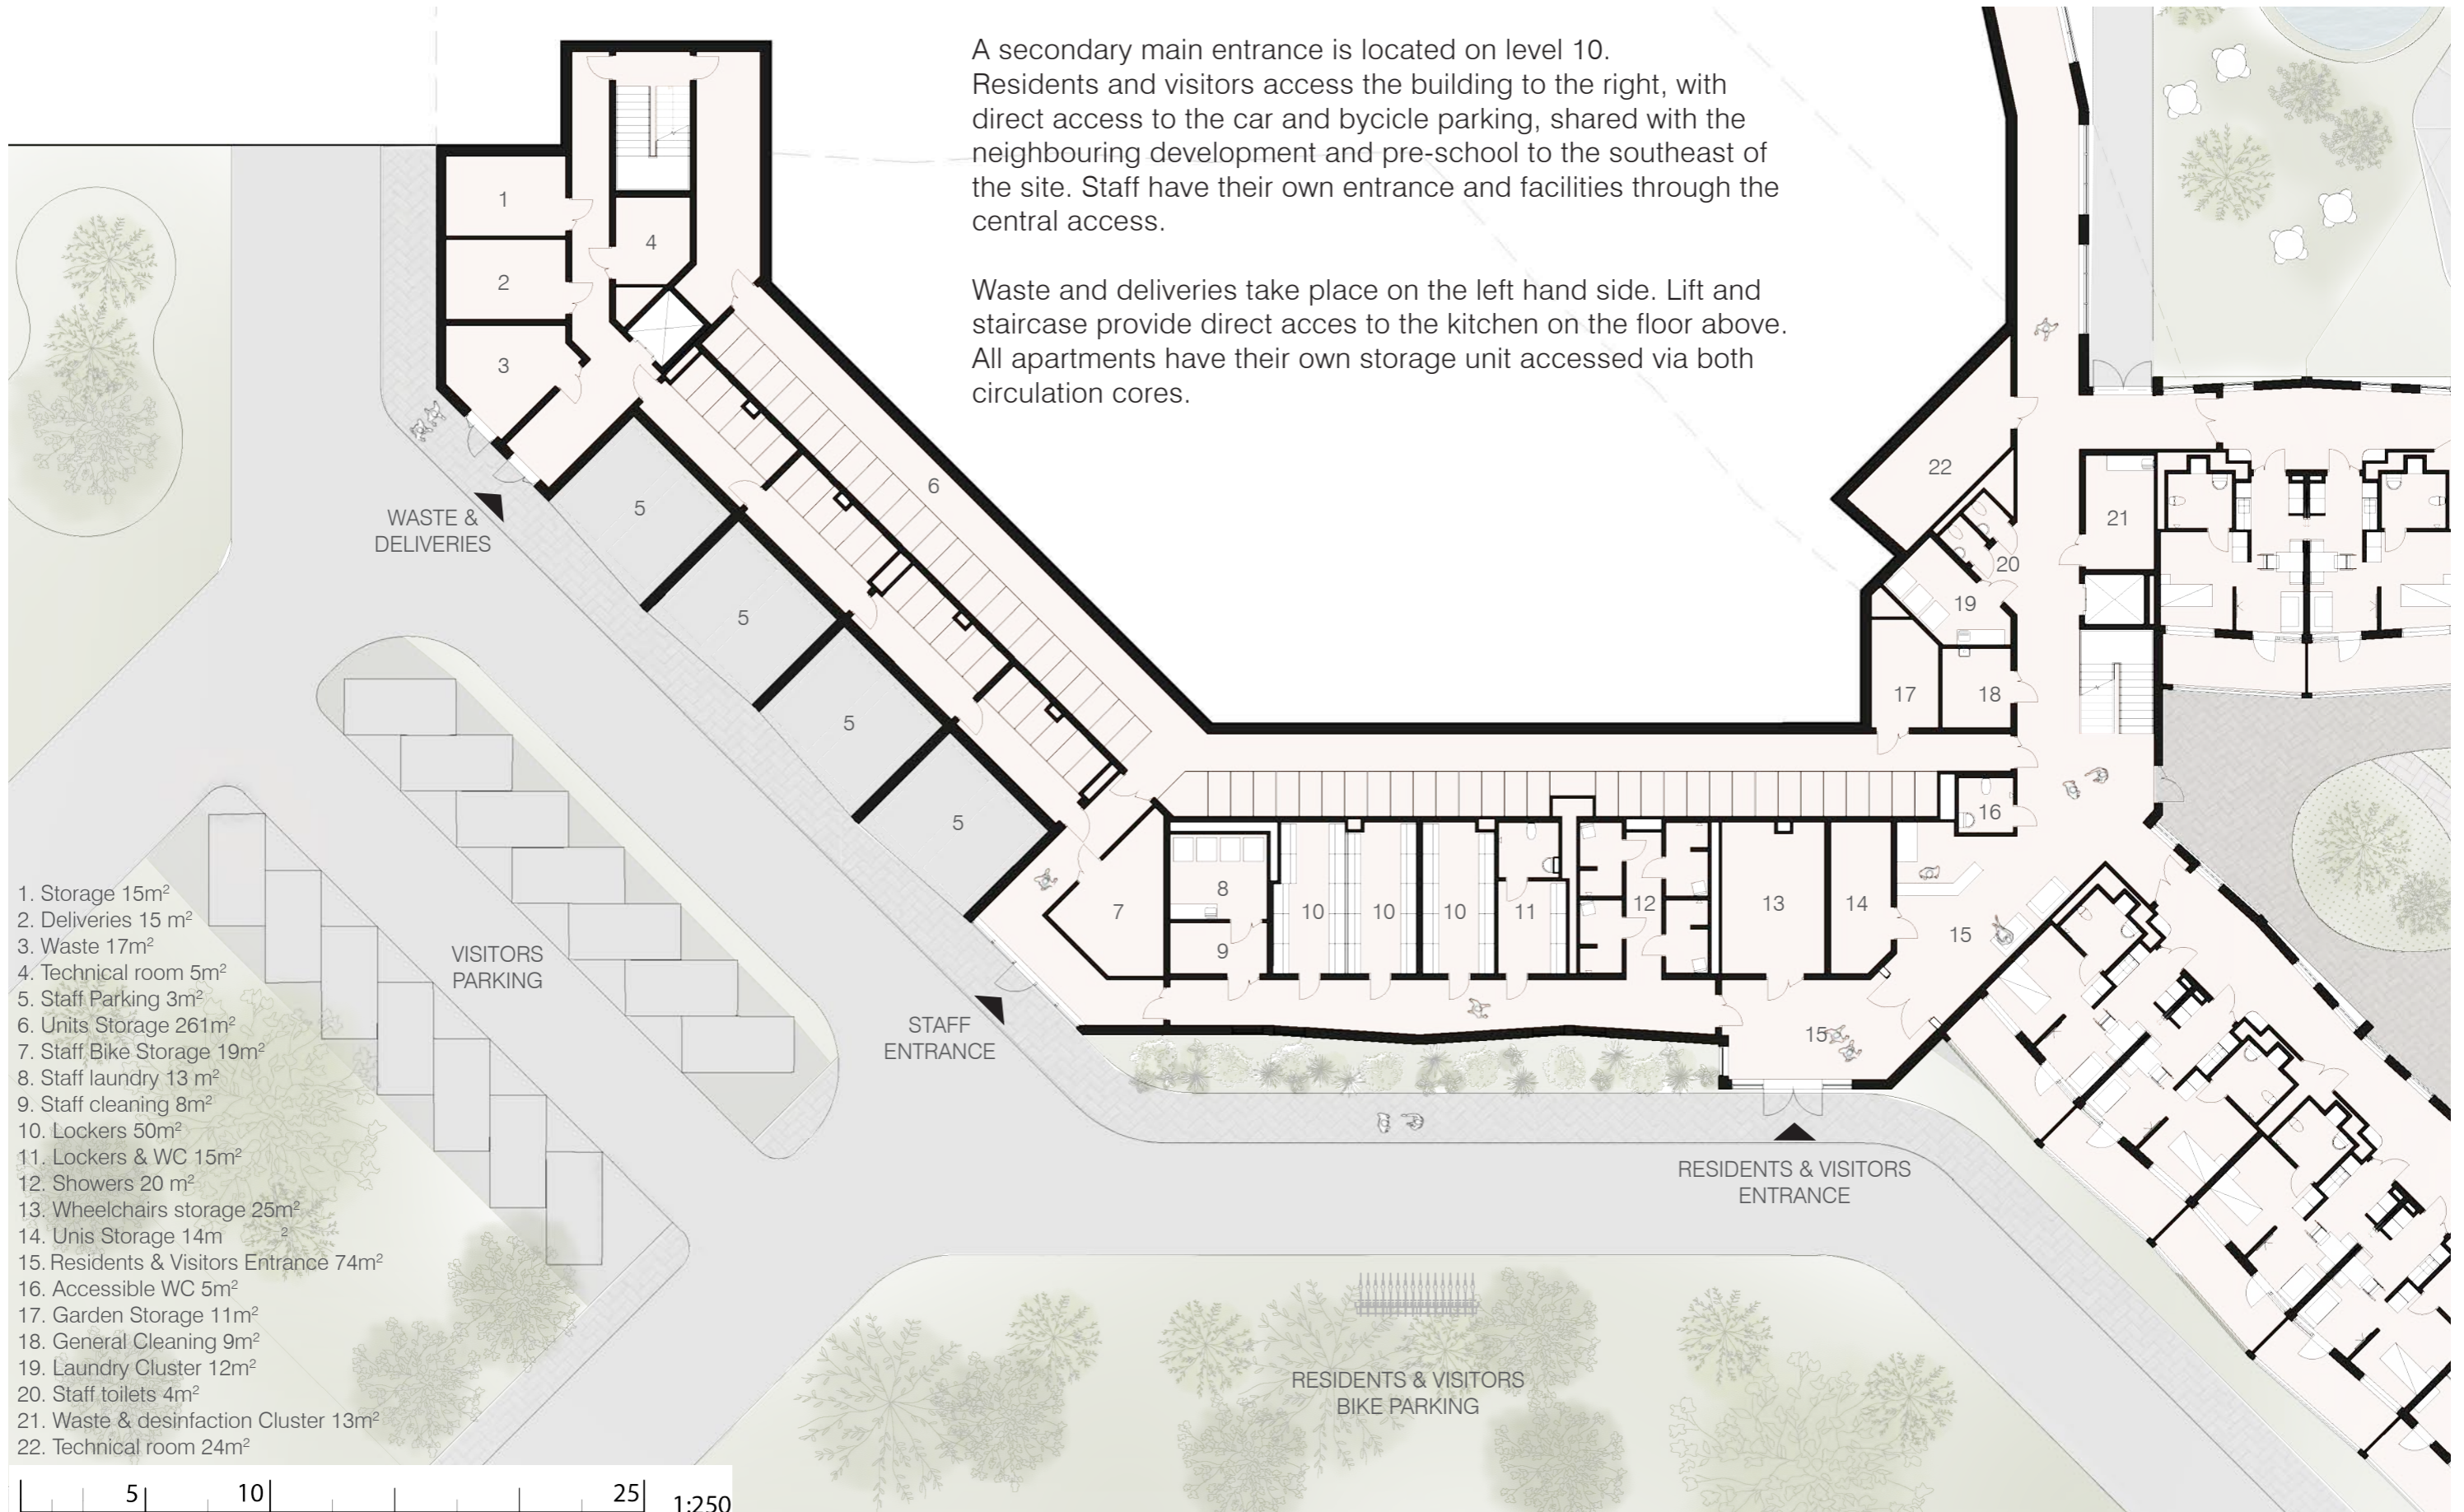 A secondary main entrance is located on level 10.
Residents and visitors access the building to the right, with
direct access to the car and bycicle parking, shared with the
neighbouring development and pre-school to the southeast of
the site. Staff have their own entrance and facilities through the
central access.
Waste and deliveries take place on the left hand side. Lift and
staircase provide direct acces to the kitchen on the floor above.
All apartments have their own storage unit accessed via both
circulation cores.
1
2
3
4
5
5
5
5
6
7
8
9
10
10
10
11
12
13
14
15
15
16
17
18
19
20
21
22
WASTE &
DELIVERIES
VISITORS
PARKING
STAFF
ENTRANCE
RESIDENTS & VISITORS
ENTRANCE
RESIDENTS & VISITORS
BIKE PARKING
1. Storage 15m²
2. Deliveries 15 m²
3. Waste 17m²
4. Technical room 5m²
5. Staff Parking 3m²
6. Units Storage 261m²
7. Staff Bike Storage 19m²
8. Staff laundry 13 m²
9. Staff cleaning 8m²
10. Lockers 50m²
11. Lockers & WC 15m²
12. Showers 20 m²
13. Wheelchairs storage 25m²
14. Unis Storage 14m ²
15. Residents & Visitors Entrance 74m²
16. Accessible WC 5m²
17. Garden Storage 11m²
18. General Cleaning 9m²
19. Laundry Cluster 12m²
20. Staff toilets 4m²
21. Waste & desinfaction Cluster 13m²
22. Technical room 24m²
5 10 25 1:250